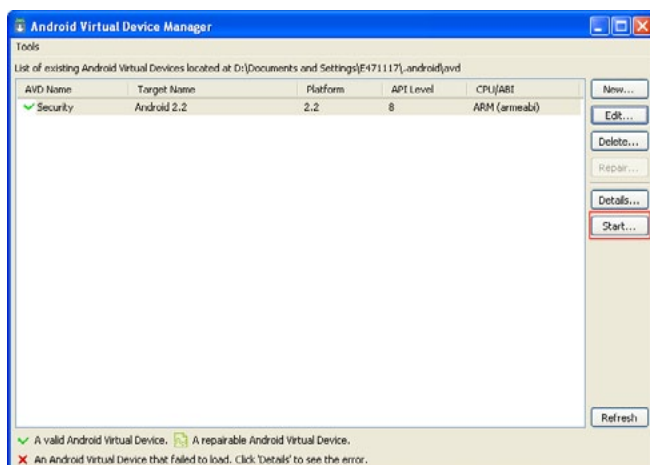 Android Virtual Device Manager
Tools
List of existing Android Virtual Devices located at D:\Documents and Settings\E471117\.android\avd
AVD Name Target Name Platform API Level CPU/ABI
Security Android 2.2 2.2 8 ARM (armeabi)
New...
Edit...
Delete...
Repair...
Details...
Start...
Refresh
A valid Android Virtual Device. A repairable Android Virtual Device.
An Android Virtual Device that failed to load. Click 'Details' to see the error.